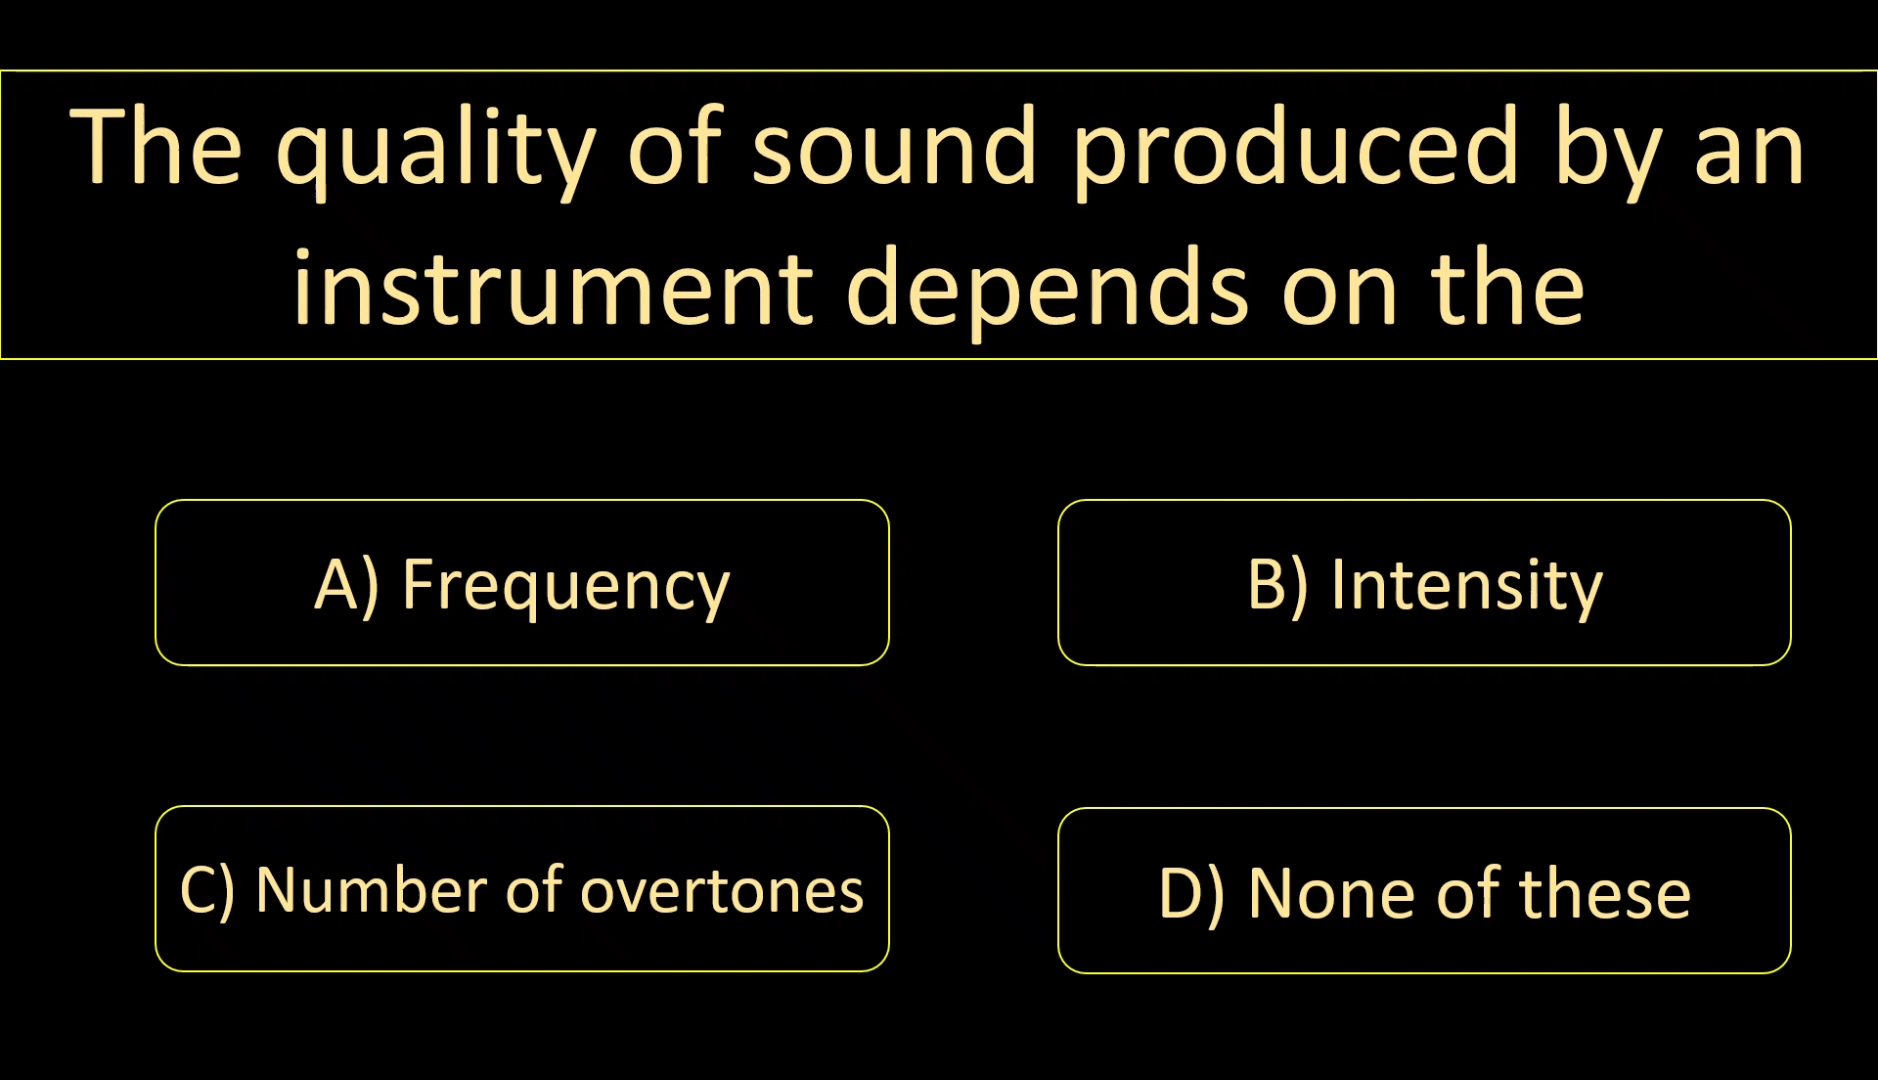 The quality of sound produced by an
instrument depends on the
A) Frequency
B) Intensity
C) Number of overtones
D) None of these